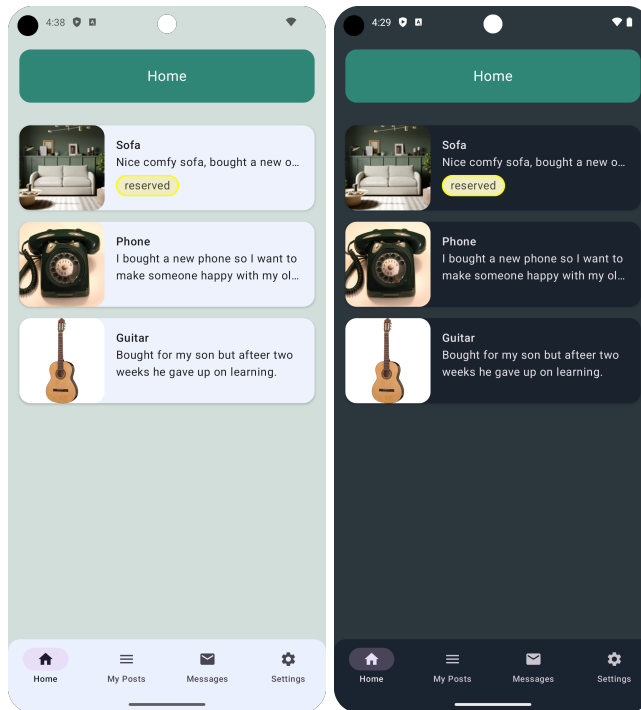 4:38
Home
Sofa
Nice comfy sofa, bought a new o…
reserved
Phone
I bought a new phone so I want to
make someone happy with my ol…
Guitar
Bought for my son but afteer two
weeks he gave up on learning.
Home
My Posts
Messages
Settings
4:29
Home
Sofa
Nice comfy sofa, bought a new o…
reserved
Phone
I bought a new phone so I want to
make someone happy with my ol…
Guitar
Bought for my son but afteer two
weeks he gave up on learning.
Home
My Posts
Messages
Settings